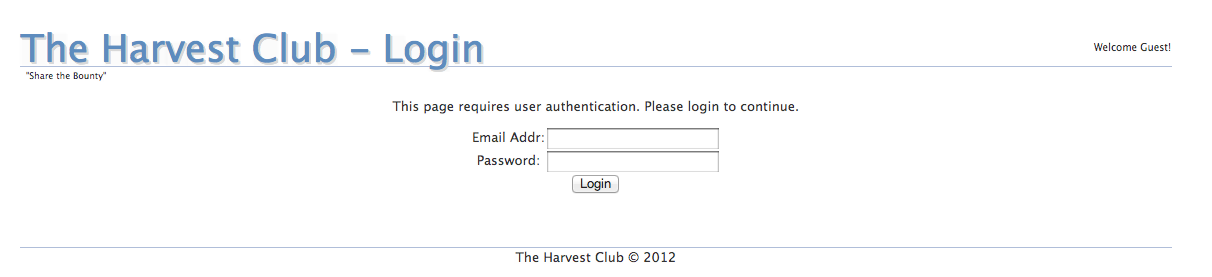 The Harvest Club – Login
Welcome Guest!
"Share the Bounty"
This page requires user authentication. Please login to continue.
Email Addr:
Password:
Login
The Harvest Club © 2012